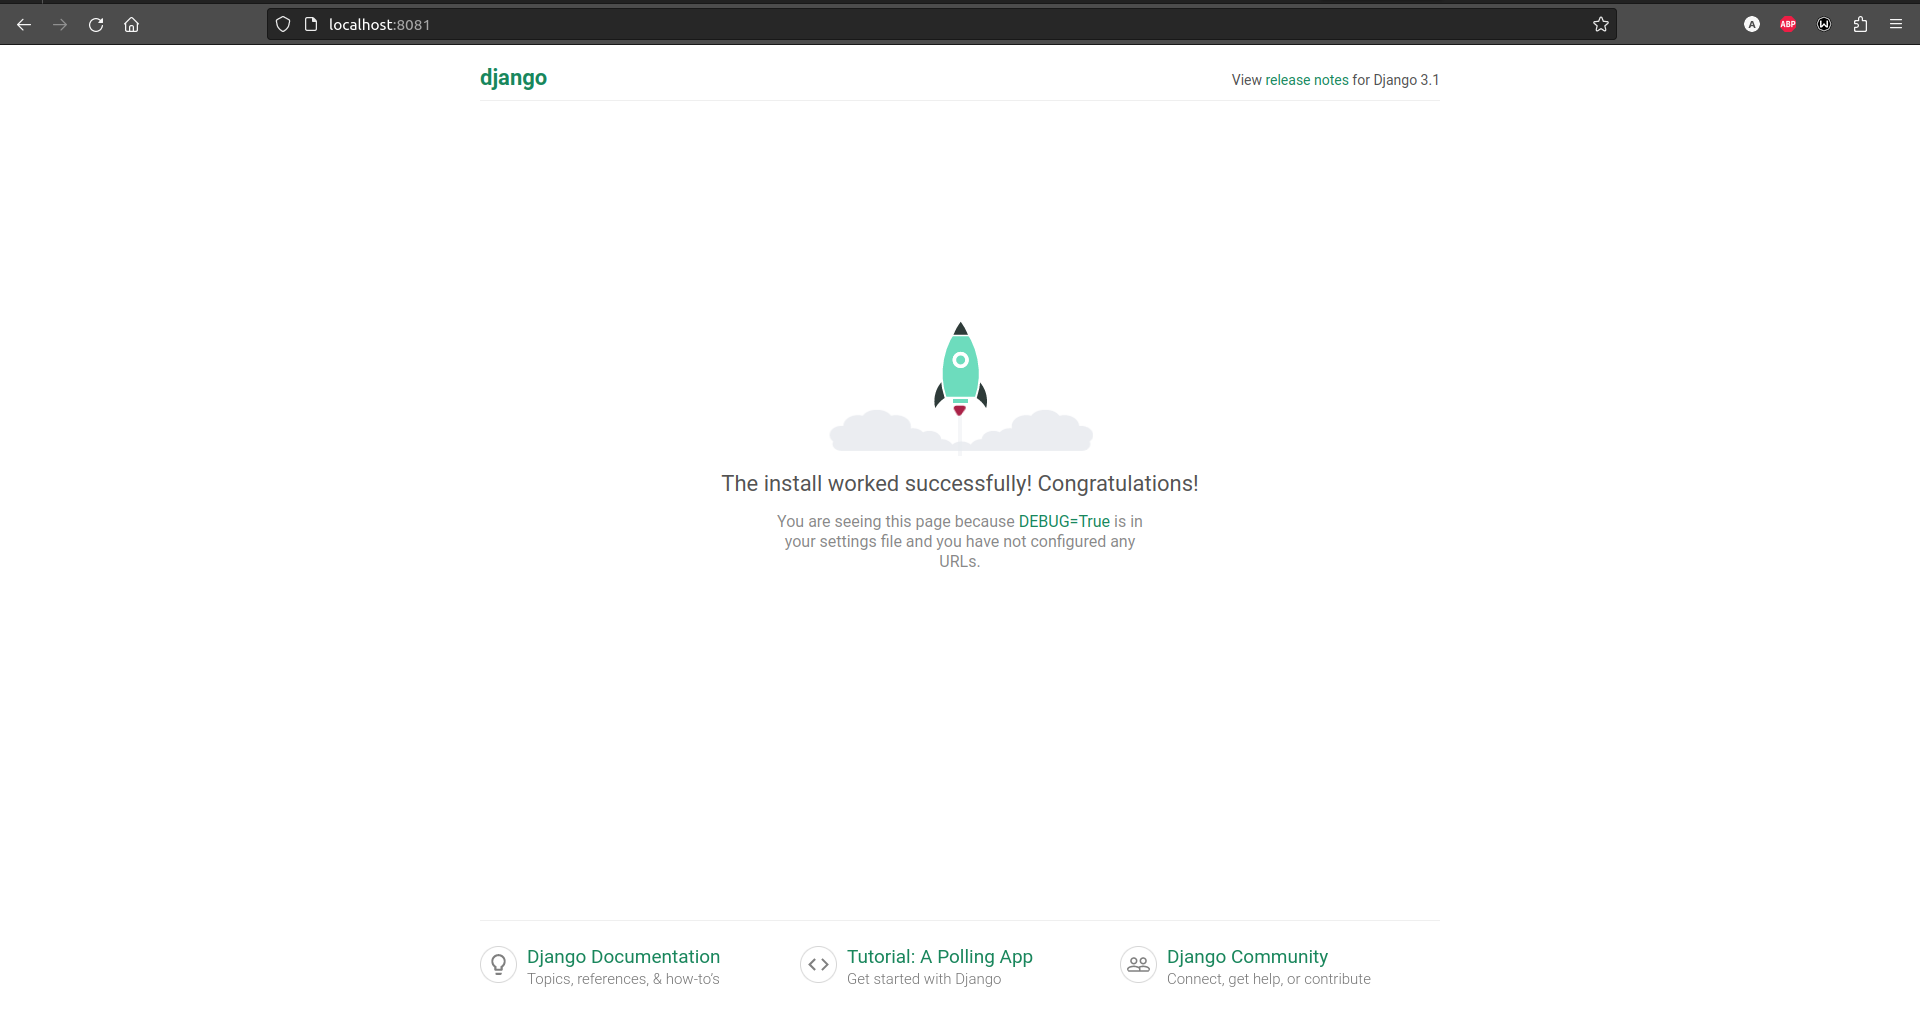 localhost:8081
A
ABP
W
django
View release notes for Django 3.1
The install worked successfully! Congratulations!
You are seeing this page because DEBUG=True is in
your settings file and you have not configured any
URLs.
Django Documentation
Topics, references, & how-to’s
Tutorial: A Polling App
Get started with Django
Django Community
Connect, get help, or contribute